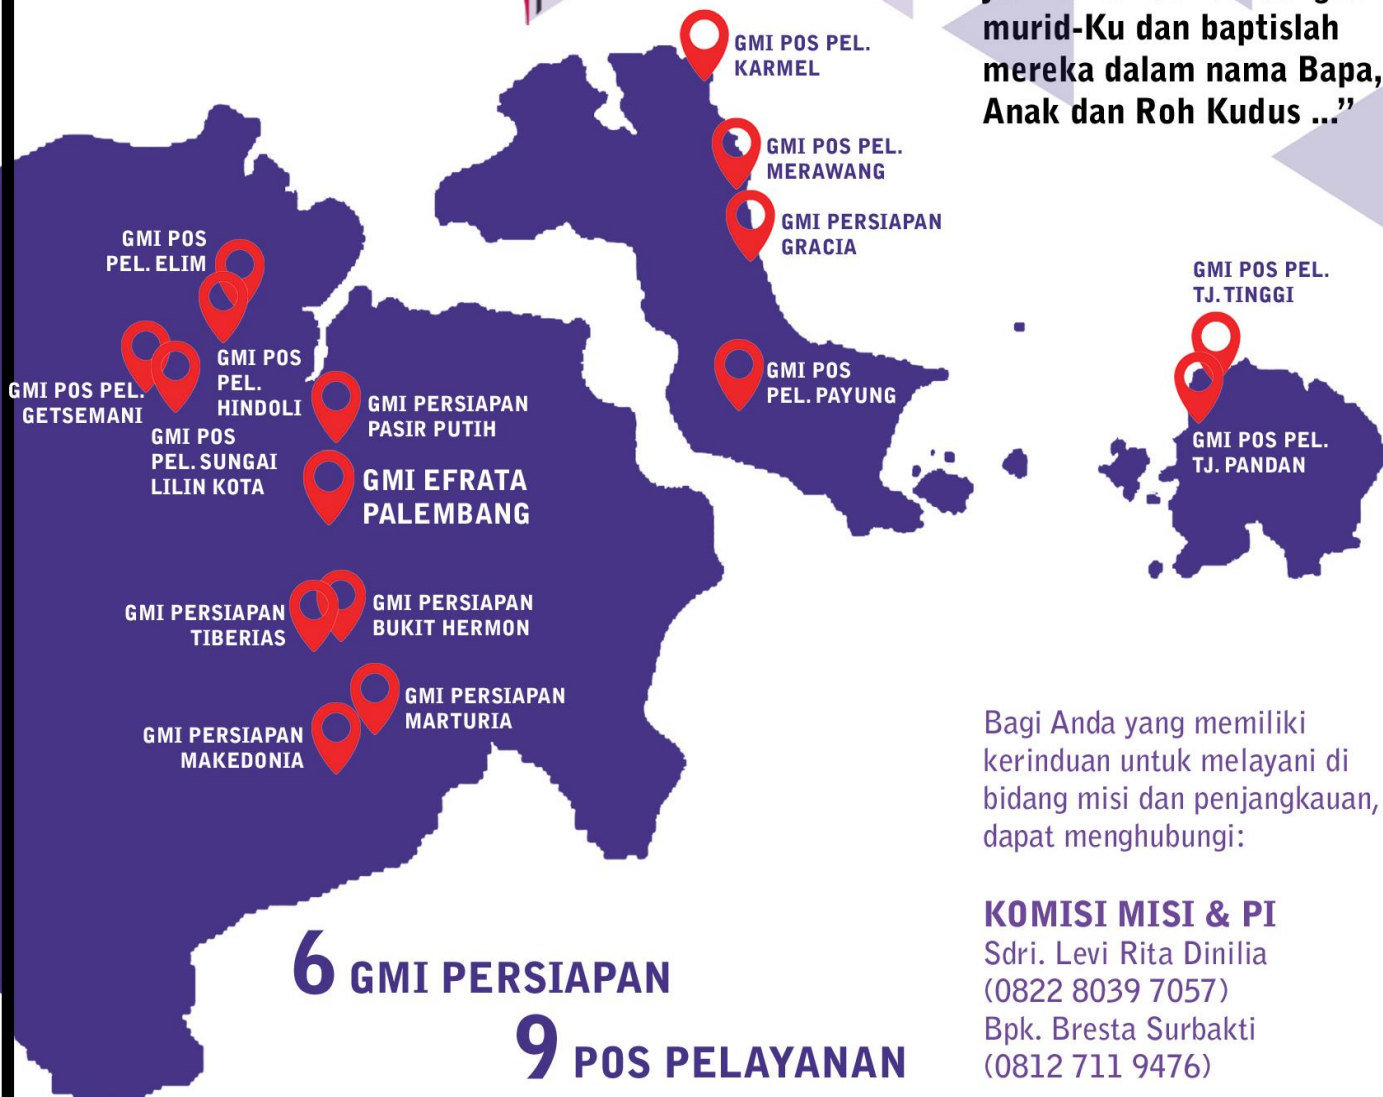 murid-Ku dan baptislah
mereka dalam nama Bapa,
Anak dan Roh Kudus ...”
GMI POS PEL.
KARMEL
GMI POS PEL.
MERAWANG
GMI PERSIAPAN
GRACIA
GMI POS
PEL. ELIM
GMI POS PEL.
TJ. TINGGI
GMI POS
PEL.
HINDOLI
GMI POS PEL.
GETSEMANI
GMI POS
PEL. SUNGAI
LILIN KOTA
GMI PERSIAPAN
PASIR PUTIH
GMI POS
PEL. PAYUNG
GMI POS PEL.
TJ. PANDAN
GMI EFRATA
PALEMBANG
GMI PERSIAPAN
TIBERIAS
GMI PERSIAPAN
BUKIT HERMON
GMI PERSIAPAN
MARTURIA
GMI PERSIAPAN
MAKEDONIA
6 GMI PERSIAPAN
9 POS PELAYANAN
Bagi Anda yang memiliki
kerinduan untuk melayani di
bidang misi dan penjangkauan,
dapat menghubungi:
KOMISI MISI & PI
Sdri. Levi Rita Dinilia
(0822 8039 7057)
Bpk. Bresta Surbakti
(0812 711 9476)